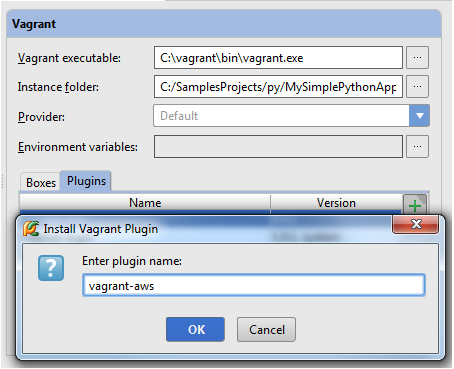 Vagrant
Vagrant executable: C:\vagrant\bin\vagrant.exe ...
Instance folder: C:/SamplesProjects/py/MySimplePythonApp ...
Provider: Default
Environment variables: ...
Boxes Plugins
Name Version
Install Vagrant Plugin
Enter plugin name:
vagrant-aws
OK Cancel